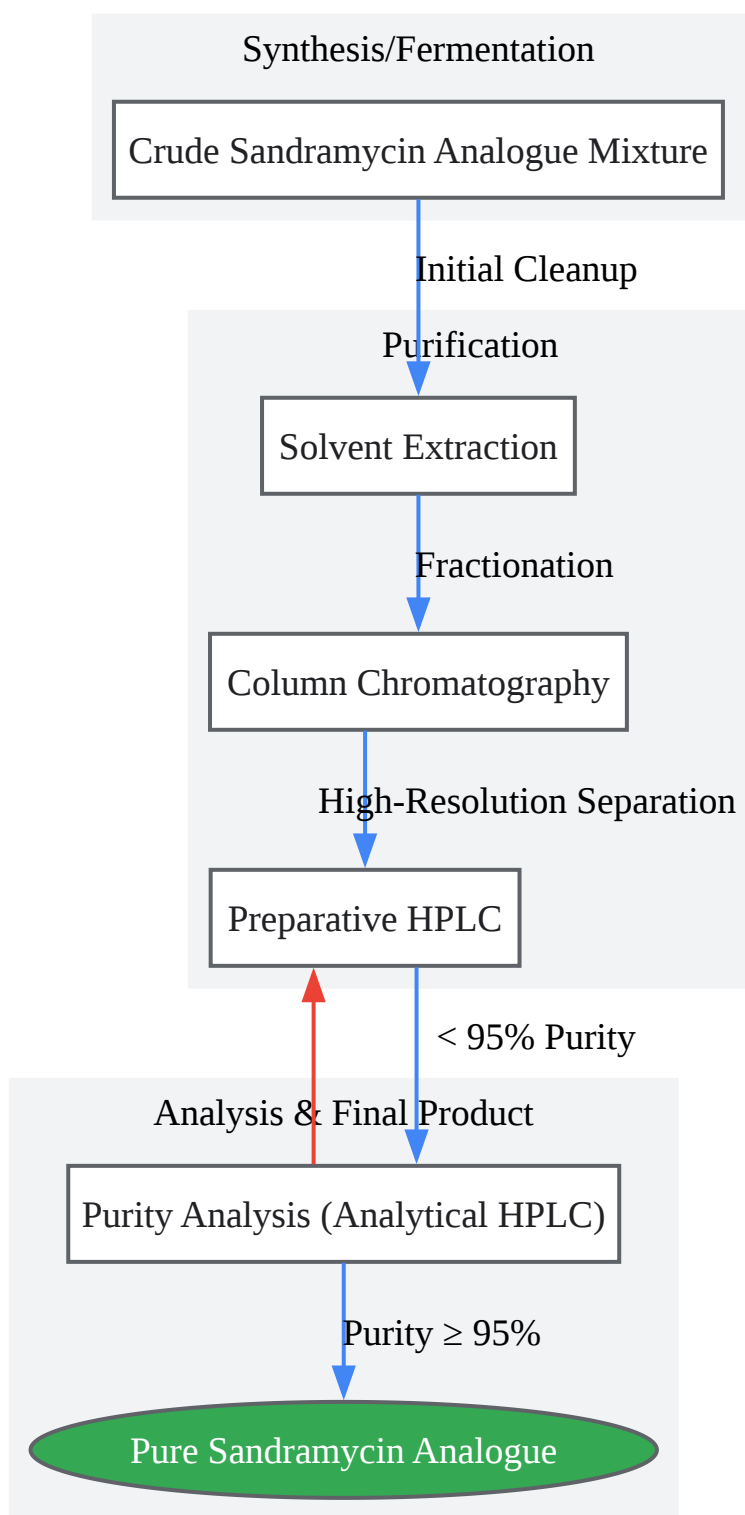 Synthesis/Fermentation
Crude Sandramycin Analogue Mixture
Initial Cleanup
Purification
Solvent Extraction
Fractionation
Column Chromatography
High-Resolution Separation
Preparative HPLC
< 95% Purity
Analysis & Final Product
Purity Analysis (Analytical HPLC)
Purity ≥ 95%
Pure Sandramycin Analogue